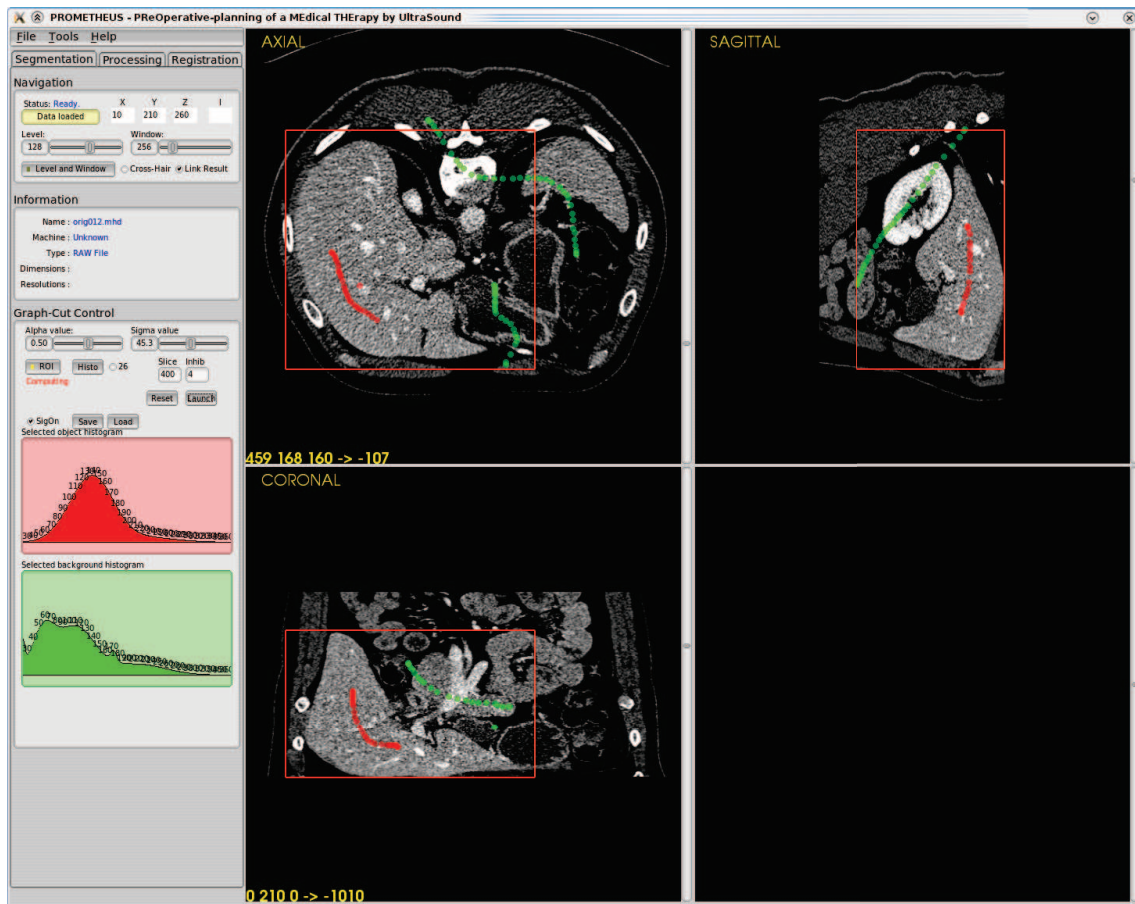 PROMETHEUS - PReOperative-planning of a MEdical THErapy by UltraSound
File Tools Help
Segmentation Processing Registration
Navigation
Status: Ready. X Y Z I
Data loaded 10 210 260
Level: Window:
128 256
Level and Window Cross-Hair Link Result
Information
Name : orig012.mhd
Machine : Unknown
Type : RAW File
Dimensions :
Resolutions :
Graph-Cut Control
Alpha value: Sigma value
0.50 45.3
ROI Histo 26 Slice Inhib
400 4
Computing
Reset Launch
SigOn Save Load
Selected object histogram
Selected background histogram
AXIAL
459 168 160 -> -107
SAGITTAL
CORONAL
0 210 0 -> -1010